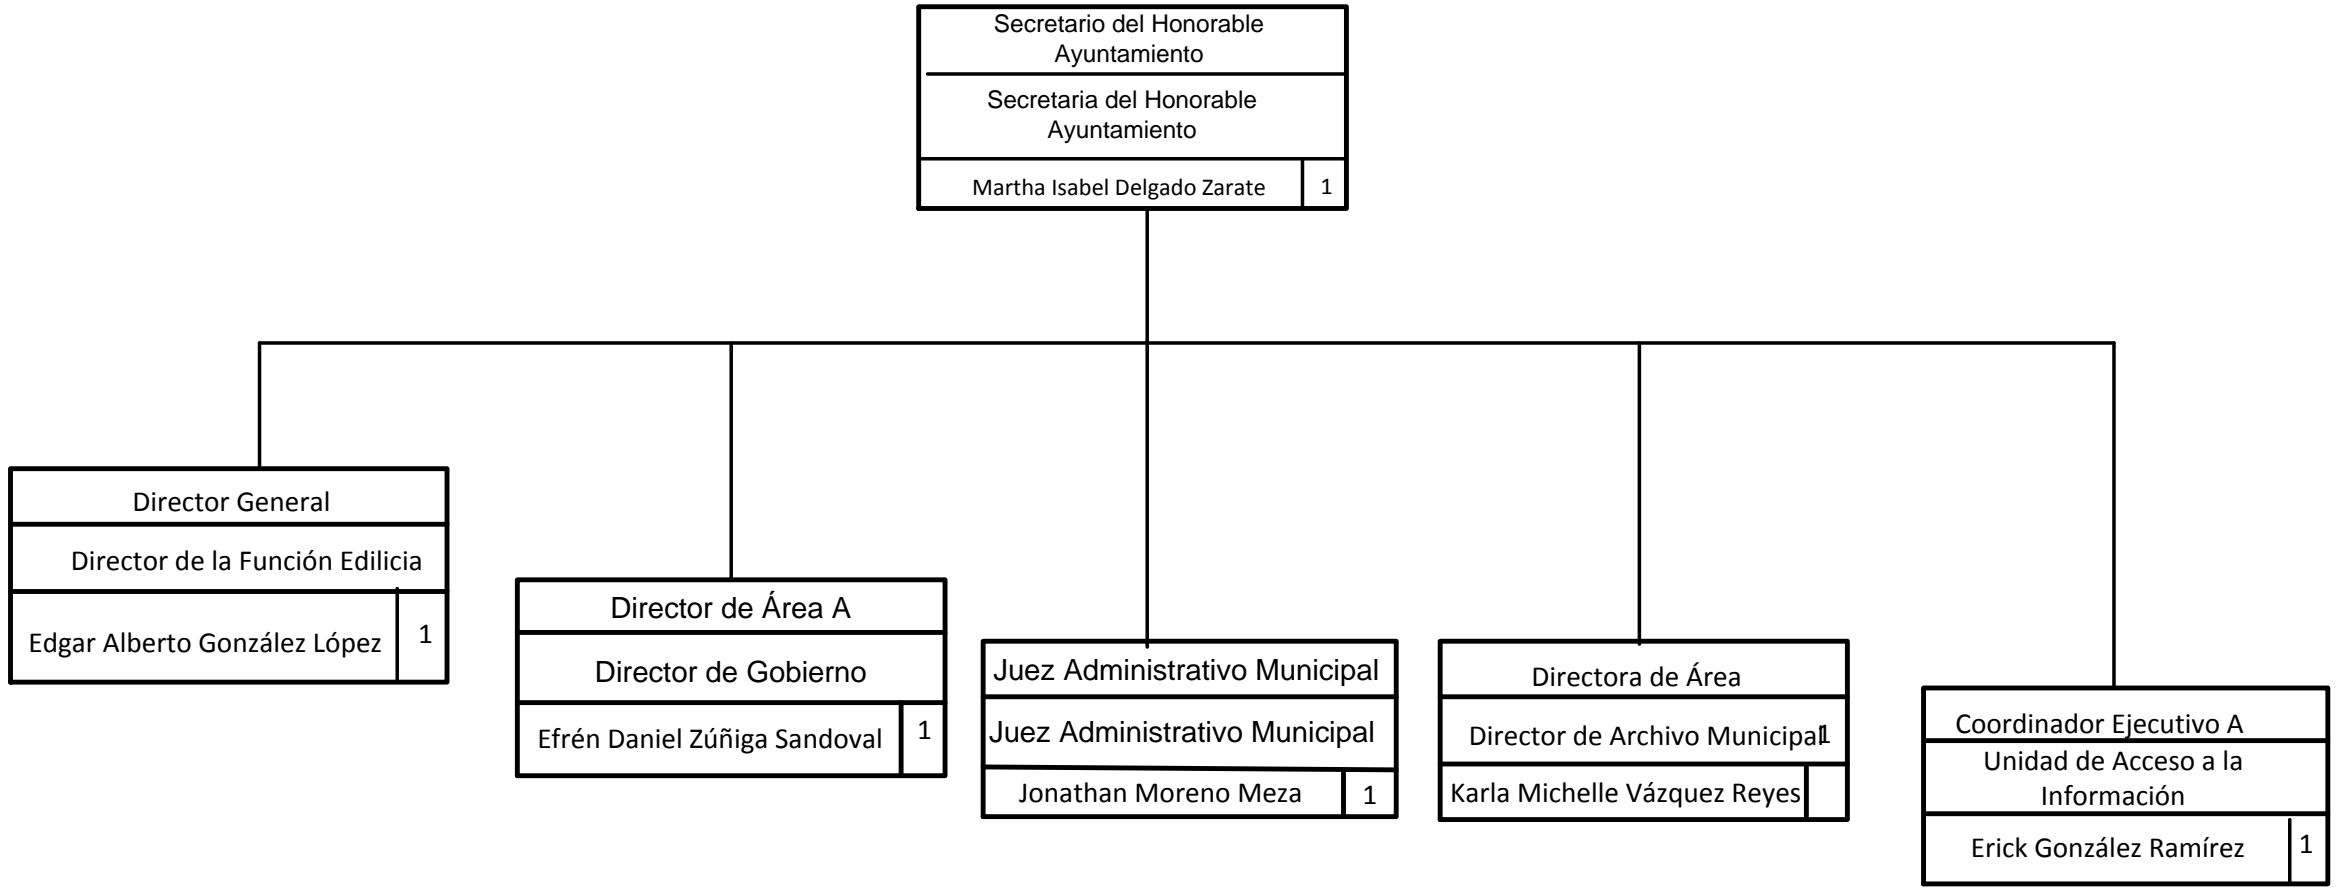 Secretario del Honorable
Ayuntamiento
Secretaria del Honorable
Ayuntamiento
Martha Isabel Delgado Zarate 1
Director General
Director de la Función Edilicia
Edgar Alberto González López 1
Director de Área A
Director de Gobierno
Efrén Daniel Zúñiga Sandoval 1
Juez Administrativo Municipal
Juez Administrativo Municipal
Jonathan Moreno Meza 1
Directora de Área
Director de Archivo Municipal 1
Karla Michelle Vázquez Reyes
Coordinador Ejecutivo A
Unidad de Acceso a la
Información
Erick González Ramírez 1